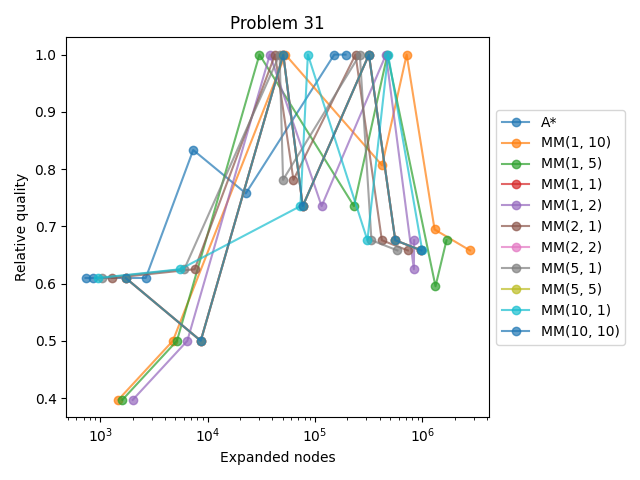 Problem 31
Relative quality
1.0
0.9
0.8
0.7
0.6
0.5
0.4
10³
10⁴
10⁵
10⁶
Expanded nodes
A*
MM(1, 10)
MM(1, 5)
MM(1, 1)
MM(1, 2)
MM(2, 1)
MM(2, 2)
MM(5, 1)
MM(5, 5)
MM(10, 1)
MM(10, 10)